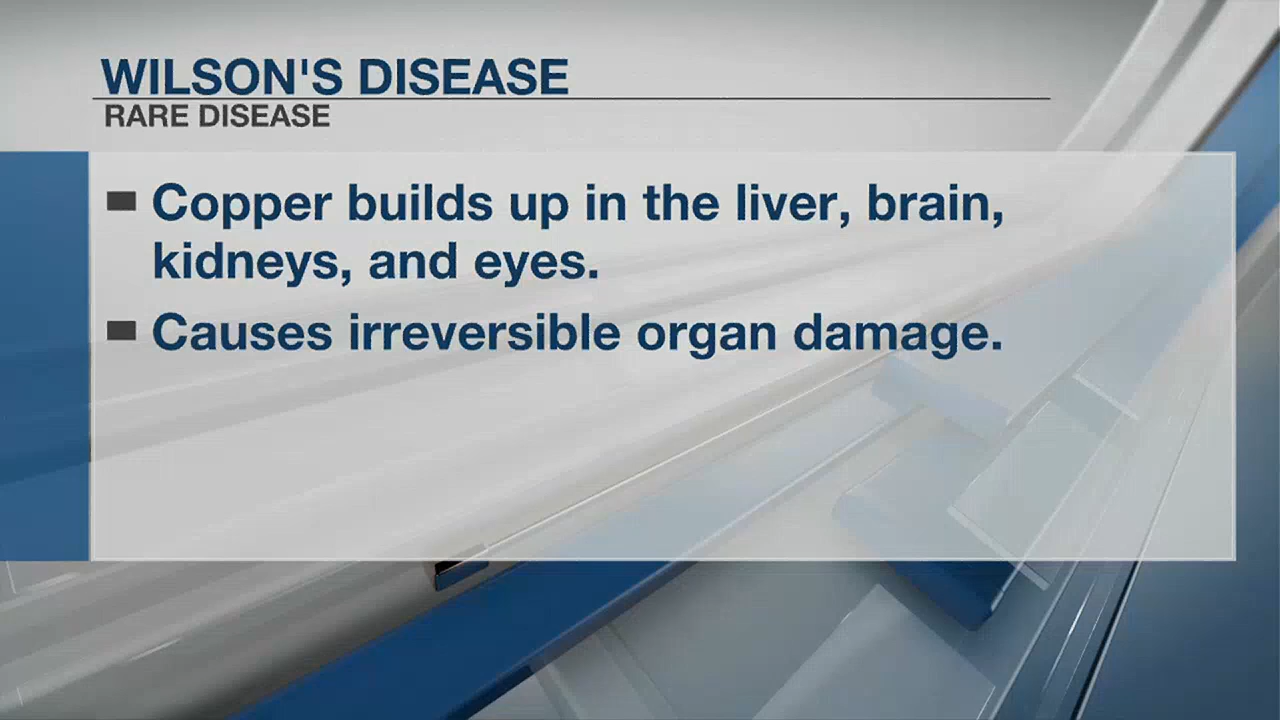 WILSON'S DISEASE
RARE DISEASE
Copper builds up in the liver, brain,
kidneys, and eyes.
Causes irreversible organ damage.